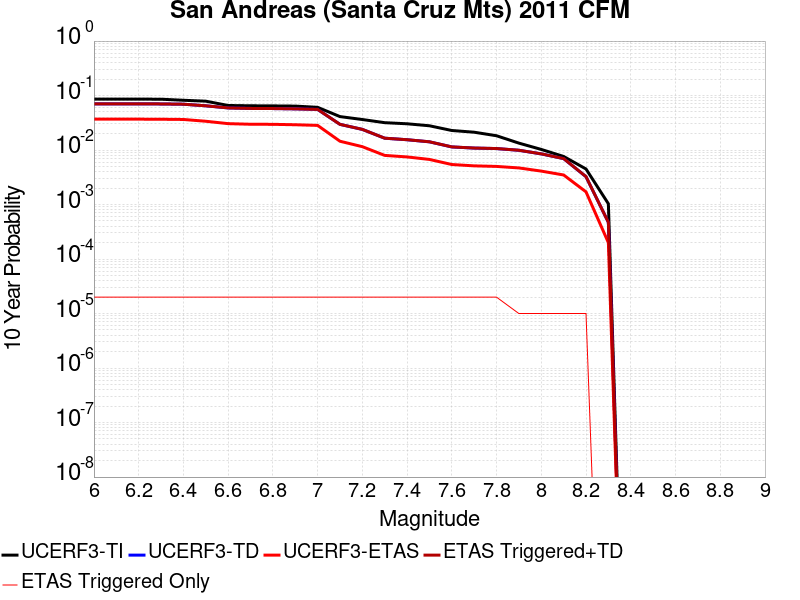 San Andreas (Santa Cruz Mts) 2011 CFM
10^0
10^-1
10^-2
10^-3
10^-4
10^-5
10^-6
10^-7
10^-8
10 Year Probability
6 6.2 6.4 6.6 6.8 7 7.2 7.4 7.6 7.8 8 8.2 8.4 8.6 8.8 9
Magnitude
UCERF3-TI UCERF3-TD UCERF3-ETAS ETAS Triggered+TD
ETAS Triggered Only